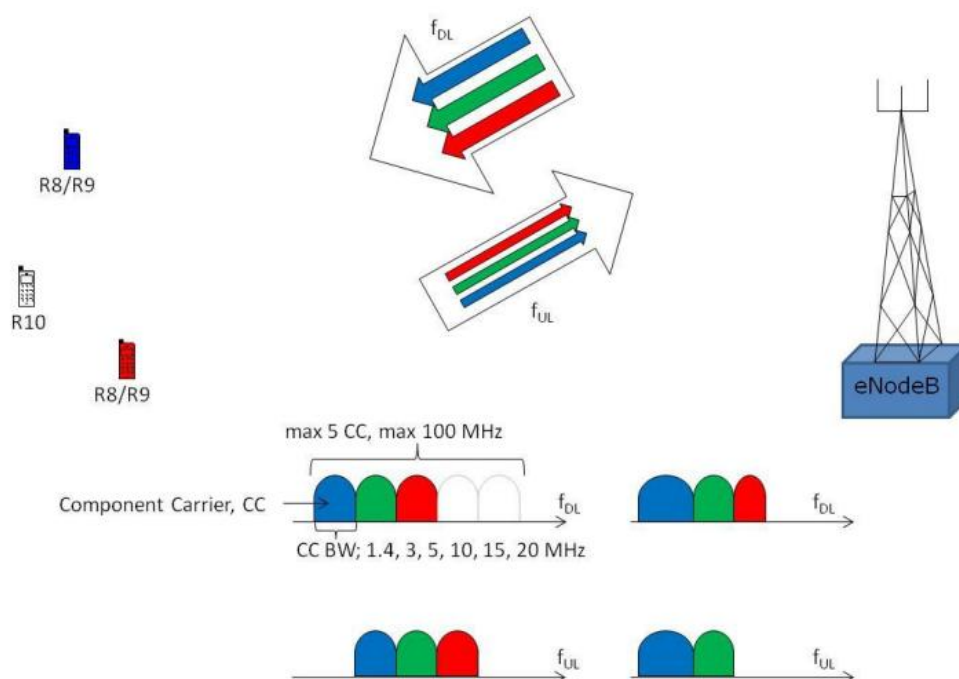 f_DL
R8/R9
R10
f_UL
R8/R9
eNodeB
max 5 CC, max 100 MHz
Component Carrier, CC
f_DL
f_DL
CC BW; 1.4, 3, 5, 10, 15, 20 MHz
f_UL
f_UL